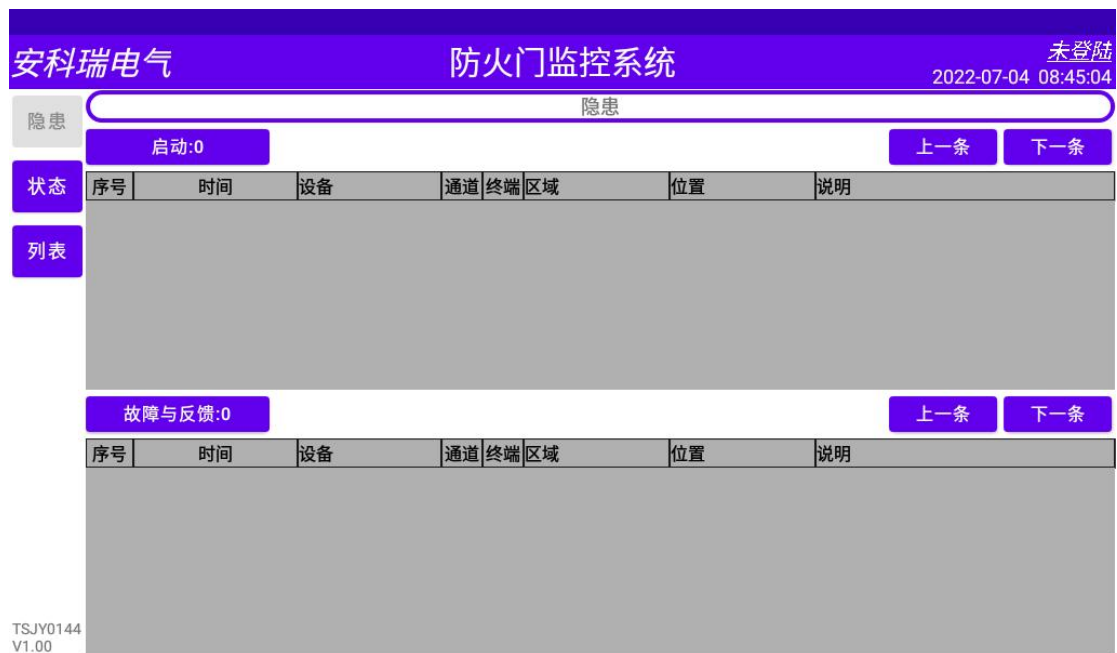 安科瑞电气
防火门监控系统
未登陆
2022-07-04 08:45:04
隐患
隐患
启动:0
上一条
下一条
状态
序号 时间 设备 通道 终端 区域 位置 说明
列表
故障与反馈:0
上一条
下一条
序号 时间 设备 通道 终端 区域 位置 说明
TSJY0144
V1.00